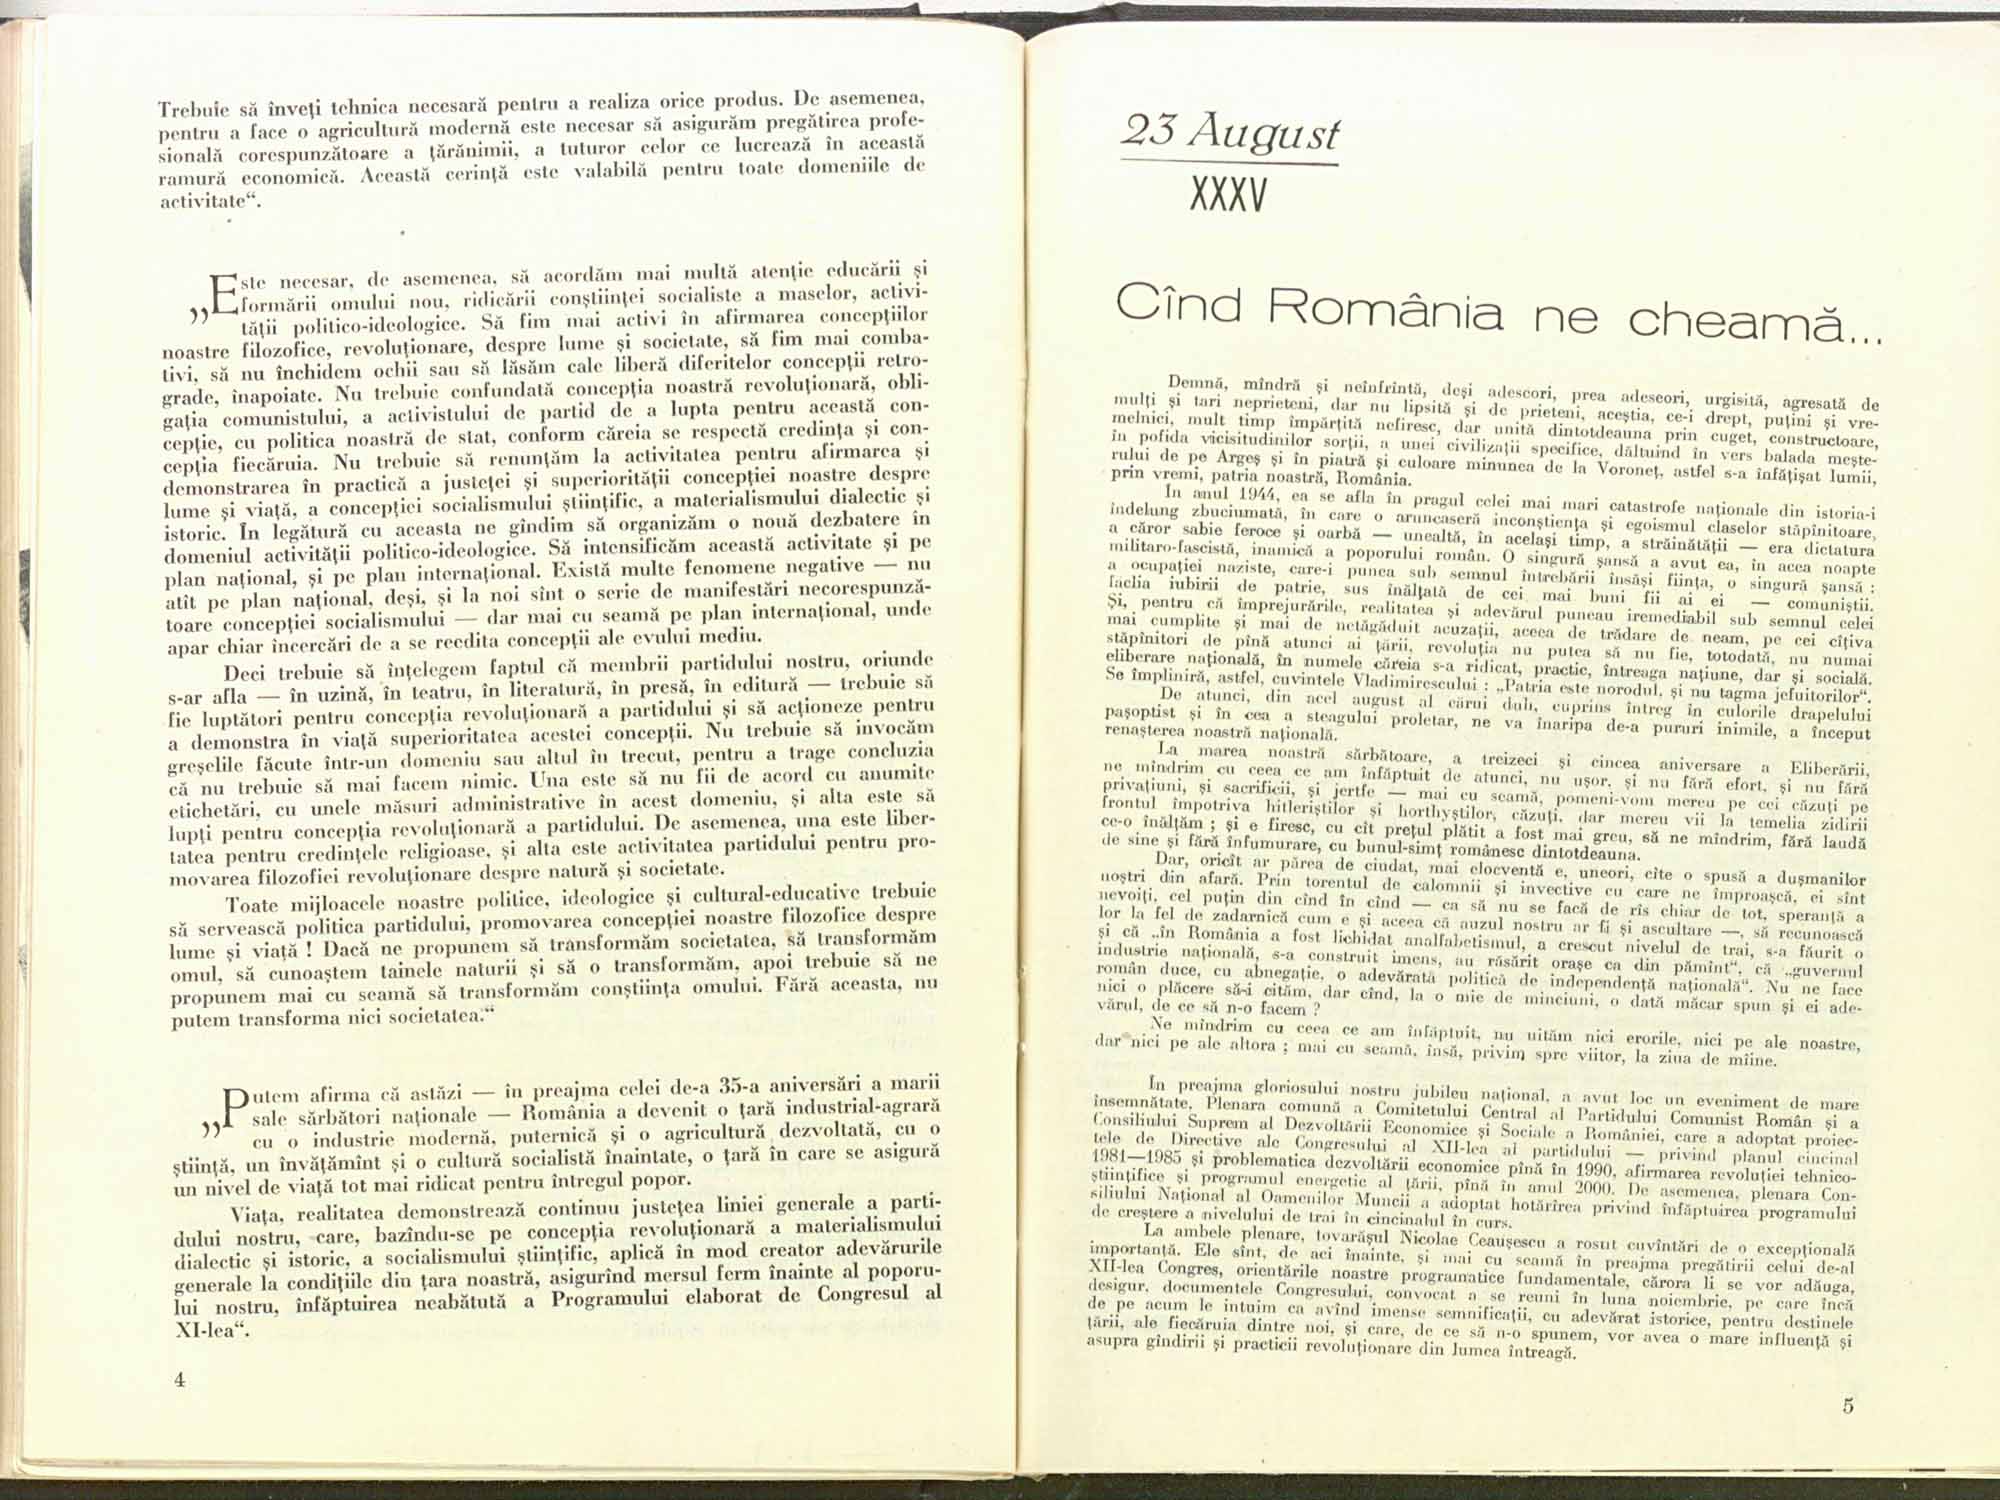 Trebuie să înveți tehnica necesară pentru a realiza orice produs. De asemenea,
pentru a face o agricultură modernă este necesar să asigurăm pregătirea profe-
sională corespunzătoare a țărănimii, a tuturor celor ce lucrează în această
ramură economică. Această cerință este valabilă pentru toate domeniile de
activitate“.
„Este necesar, de asemenea, să acordăm mai multă atenție educării și
formării omului nou, ridicării conștiinței socialiste a maselor, activi-
tății politico-ideologice. Să fim mai activi în afirmarea concepțiilor
noastre filozofice, revoluționare, despre lume și societate, să fim mai comba-
tivi, să nu închidem ochii sau să lăsăm cale liberă diferitelor concepții retro-
grade, înapoiate. Nu trebuie confundată concepția noastră revoluționară, obli-
gația comunistului, a activistului de partid de a lupta pentru această con-
cepție, cu politica noastră de stat, conform căreia se respectă credința și con-
cepția fiecăruia. Nu trebuie să renunțăm la activitatea pentru afirmarea și
demonstrarea în practică a justeței și superiorității concepției noastre despre
lume și viață, a concepției socialismului științific, a materialismului dialectic și
istoric. În legătură cu aceasta ne gîndim să organizăm o nouă dezbatere în
domeniul activității politico-ideologice. Să intensificăm această activitate și pe
plan național, și pe plan internațional. Există multe fenomene negative — nu
atît pe plan național, deși, și la noi sînt o serie de manifestări necorespunză-
toare concepției socialismului — dar mai cu seamă pe plan internațional, unde
apar chiar încercări de a se reedita concepții ale evului mediu.
Deci trebuie să înțelegem faptul că membrii partidului nostru, oriunde
s-ar afla — în uzină, în teatru, în literatură, în presă, în editură — trebuie să
fie luptători pentru concepția revoluționară a partidului și să acționeze pentru
a demonstra în viață superioritatea acestei concepții. Nu trebuie să invocăm
greșelile făcute într-un domeniu sau altul în trecut, pentru a trage concluzia
că nu trebuie să mai facem nimic. Una este să nu fii de acord cu anumite
etichetări, cu unele măsuri administrative în acest domeniu, și alta este să
lupți pentru concepția revoluționară a partidului. De asemenea, una este liber-
tatea pentru credințele religioase, și alta este activitatea partidului pentru pro-
movarea filozofiei revoluționare despre natură și societate.
Toate mijloacele noastre politice, ideologice și cultural-educative trebuie
să servească politica partidului, promovarea concepției noastre filozofice despre
lume și viață ! Dacă ne propunem să transformăm societatea, să transformăm
omul, să cunoaștem tainele naturii și să o transformăm, apoi trebuie să ne
propunem mai cu seamă să transformăm conștiința omului. Fără aceasta, nu
putem transforma nici societatea.“
„Putem afirma că astăzi — în preajma celei de-a 35-a aniversări a marii
sale sărbători naționale — România a devenit o țară industrial-agrară
cu o industrie modernă, puternică și o agricultură dezvoltată, cu o
știință, un învățămînt și o cultură socialistă înaintate, o țară în care se asigură
un nivel de viață tot mai ridicat pentru întregul popor.
Viața, realitatea demonstrează continuu justețea liniei generale a parti-
dului nostru, care, bazîndu-se pe concepția revoluționară a materialismului
dialectic și istoric, a socialismului științific, aplică în mod creator adevărurile
generale la condițiile din țara noastră, asigurînd mersul ferm înainte al poporu-
lui nostru, înfăptuirea neabătută a Programului elaborat de Congresul al
XI-lea“.
4
23 August
XXXV
Cînd România ne cheamă...
Demnă, mîndră și neînfrîntă, deși adeseori, prea adeseori, urgisită, agresată de
mulți și tari neprieteni, dar nu lipsită și de prieteni, aceștia, ce-i drept, puțini și vre-
melnici, mult timp împărțită nefiresc, dar unită dintotdeauna prin cuget, constructoare,
în pofida vicisitudinilor sorții, a unei civilizații specifice, dăltuind în vers balada mește-
rului de pe Argeș și în piatră și culoare minunea de la Voroneț, astfel s-a înfățișat lumii,
prin vremi, patria noastră, România.
În anul 1944, ea se afla în pragul celei mai mari catastrofe naționale din istoria-i
îndelung zbuciumată, în care o aruncaseră inconștiența și egoismul claselor stăpînitoare,
a căror sabie feroce și oarbă — unealtă, în același timp, a străinătății — era dictatura
militaro-fascistă, inamică a poporului român. O singură șansă a avut ea, în acea noapte
a ocupației naziste, care-i punea sub semnul întrebării însăși ființa, o singură șansă :
făclia iubirii de patrie, sus înălțată de cei mai buni fii ai ei — comuniștii.
Și, pentru că împrejurările, realitatea și adevărul puneau iremediabil sub semnul celei
mai cumplite și mai de netăgăduit acuzații, aceea de trădare de neam, pe cei cîțiva
stăpînitori de pînă atunci ai țării, revoluția nu putea să nu fie, totodată, nu numai
eliberare națională, în numele căreia s-a ridicat, practic, întreaga națiune, dar și socială.
Se împliniră, astfel, cuvintele Vladimirescului : „Patria este norodul, și nu tagma jefuitorilor“.
De atunci, din acel august al cărui duh, cuprins întreg în culorile drapelului
pașoptist și în cea a steagului proletar, ne va înaripa de-a pururi inimile, a început
renașterea noastră națională.
La marea noastră sărbătoare, a treizeci și cincea aniversare a Eliberării,
ne mîndrim cu ceea ce am înfăptuit de atunci, nu ușor, și nu fără efort, și nu fără
privațiuni, și sacrificii, și jertfe — mai cu seamă, pomeni-vom mereu pe cei căzuți pe
frontul împotriva hitleriștilor și horthyștilor, căzuți, dar mereu vii la temelia zidirii
ce-o înălțăm ; și e firesc, cu cît prețul plătit a fost mai greu, să ne mîndrim, fără laudă
de sine și fără înfumurare, cu bunul-simț românesc dintotdeauna.
Dar, oricît ar părea de ciudat, mai elocventă e, uneori, cîte o spusă a dușmanilor
noștri din afară. Prin torentul de calomnii și invective cu care ne împroașcă, ei sînt
nevoiți, cel puțin din cînd în cînd — ca să nu se facă de rîs chiar de tot, speranță a
lor la fel de zadarnică cum e și aceea că auzul nostru ar fi și ascultare —, să recunoască
și că „în România a fost lichidat analfabetismul, a crescut nivelul de trai, s-a făurit o
industrie națională, s-a construit imens, au răsărit orașe ca din pămînt“, că „guvernul
român duce, cu abnegație, o adevărată politică de independență națională“. Nu ne face
nici o plăcere să-i cităm, dar cînd, la o mie de minciuni, o dată măcar spun și ei ade-
vărul, de ce să n-o facem ?
Ne mîndrim cu ceea ce am înfăptuit, nu uităm nici erorile, nici pe ale noastre,
dar nici pe ale altora ; mai cu seamă, însă, privim spre viitor, la ziua de mîine.
În preajma gloriosului nostru jubileu național, a avut loc un eveniment de mare
însemnătate. Plenara comună a Comitetului Central al Partidului Comunist Român și a
Consiliului Suprem al Dezvoltării Economice și Sociale a României, care a adoptat proiec-
tele de Directive ale Congresului al XII-lea al partidului — privind planul cincinal
1981—1985 și problematica dezvoltării economice pînă în 1990, afirmarea revoluției tehnico-
științifice și programul energetic al țării, pînă în anul 2000. De asemenea, plenara Con-
siliului Național al Oamenilor Muncii a adoptat hotărîrea privind înfăptuirea programului
de creștere a nivelului de trai în cincinalul în curs.
La ambele plenare, tovarășul Nicolae Ceaușescu a rostit cuvîntări de o excepțională
importanță. Ele sînt, de aci înainte, și mai cu seamă în preajma pregătirii celui de-al
XII-lea Congres, orientările noastre programatice fundamentale, cărora li se vor adăuga,
desigur, documentele Congresului, convocat a se reuni în luna noiembrie, pe care încă
de pe acum le intuim ca avînd imense semnificații, cu adevărat istorice, pentru destinele
țării, ale fiecăruia dintre noi, și care, de ce să n-o spunem, vor avea o mare influență și
asupra gîndirii și practicii revoluționare din lumea întreagă.
5